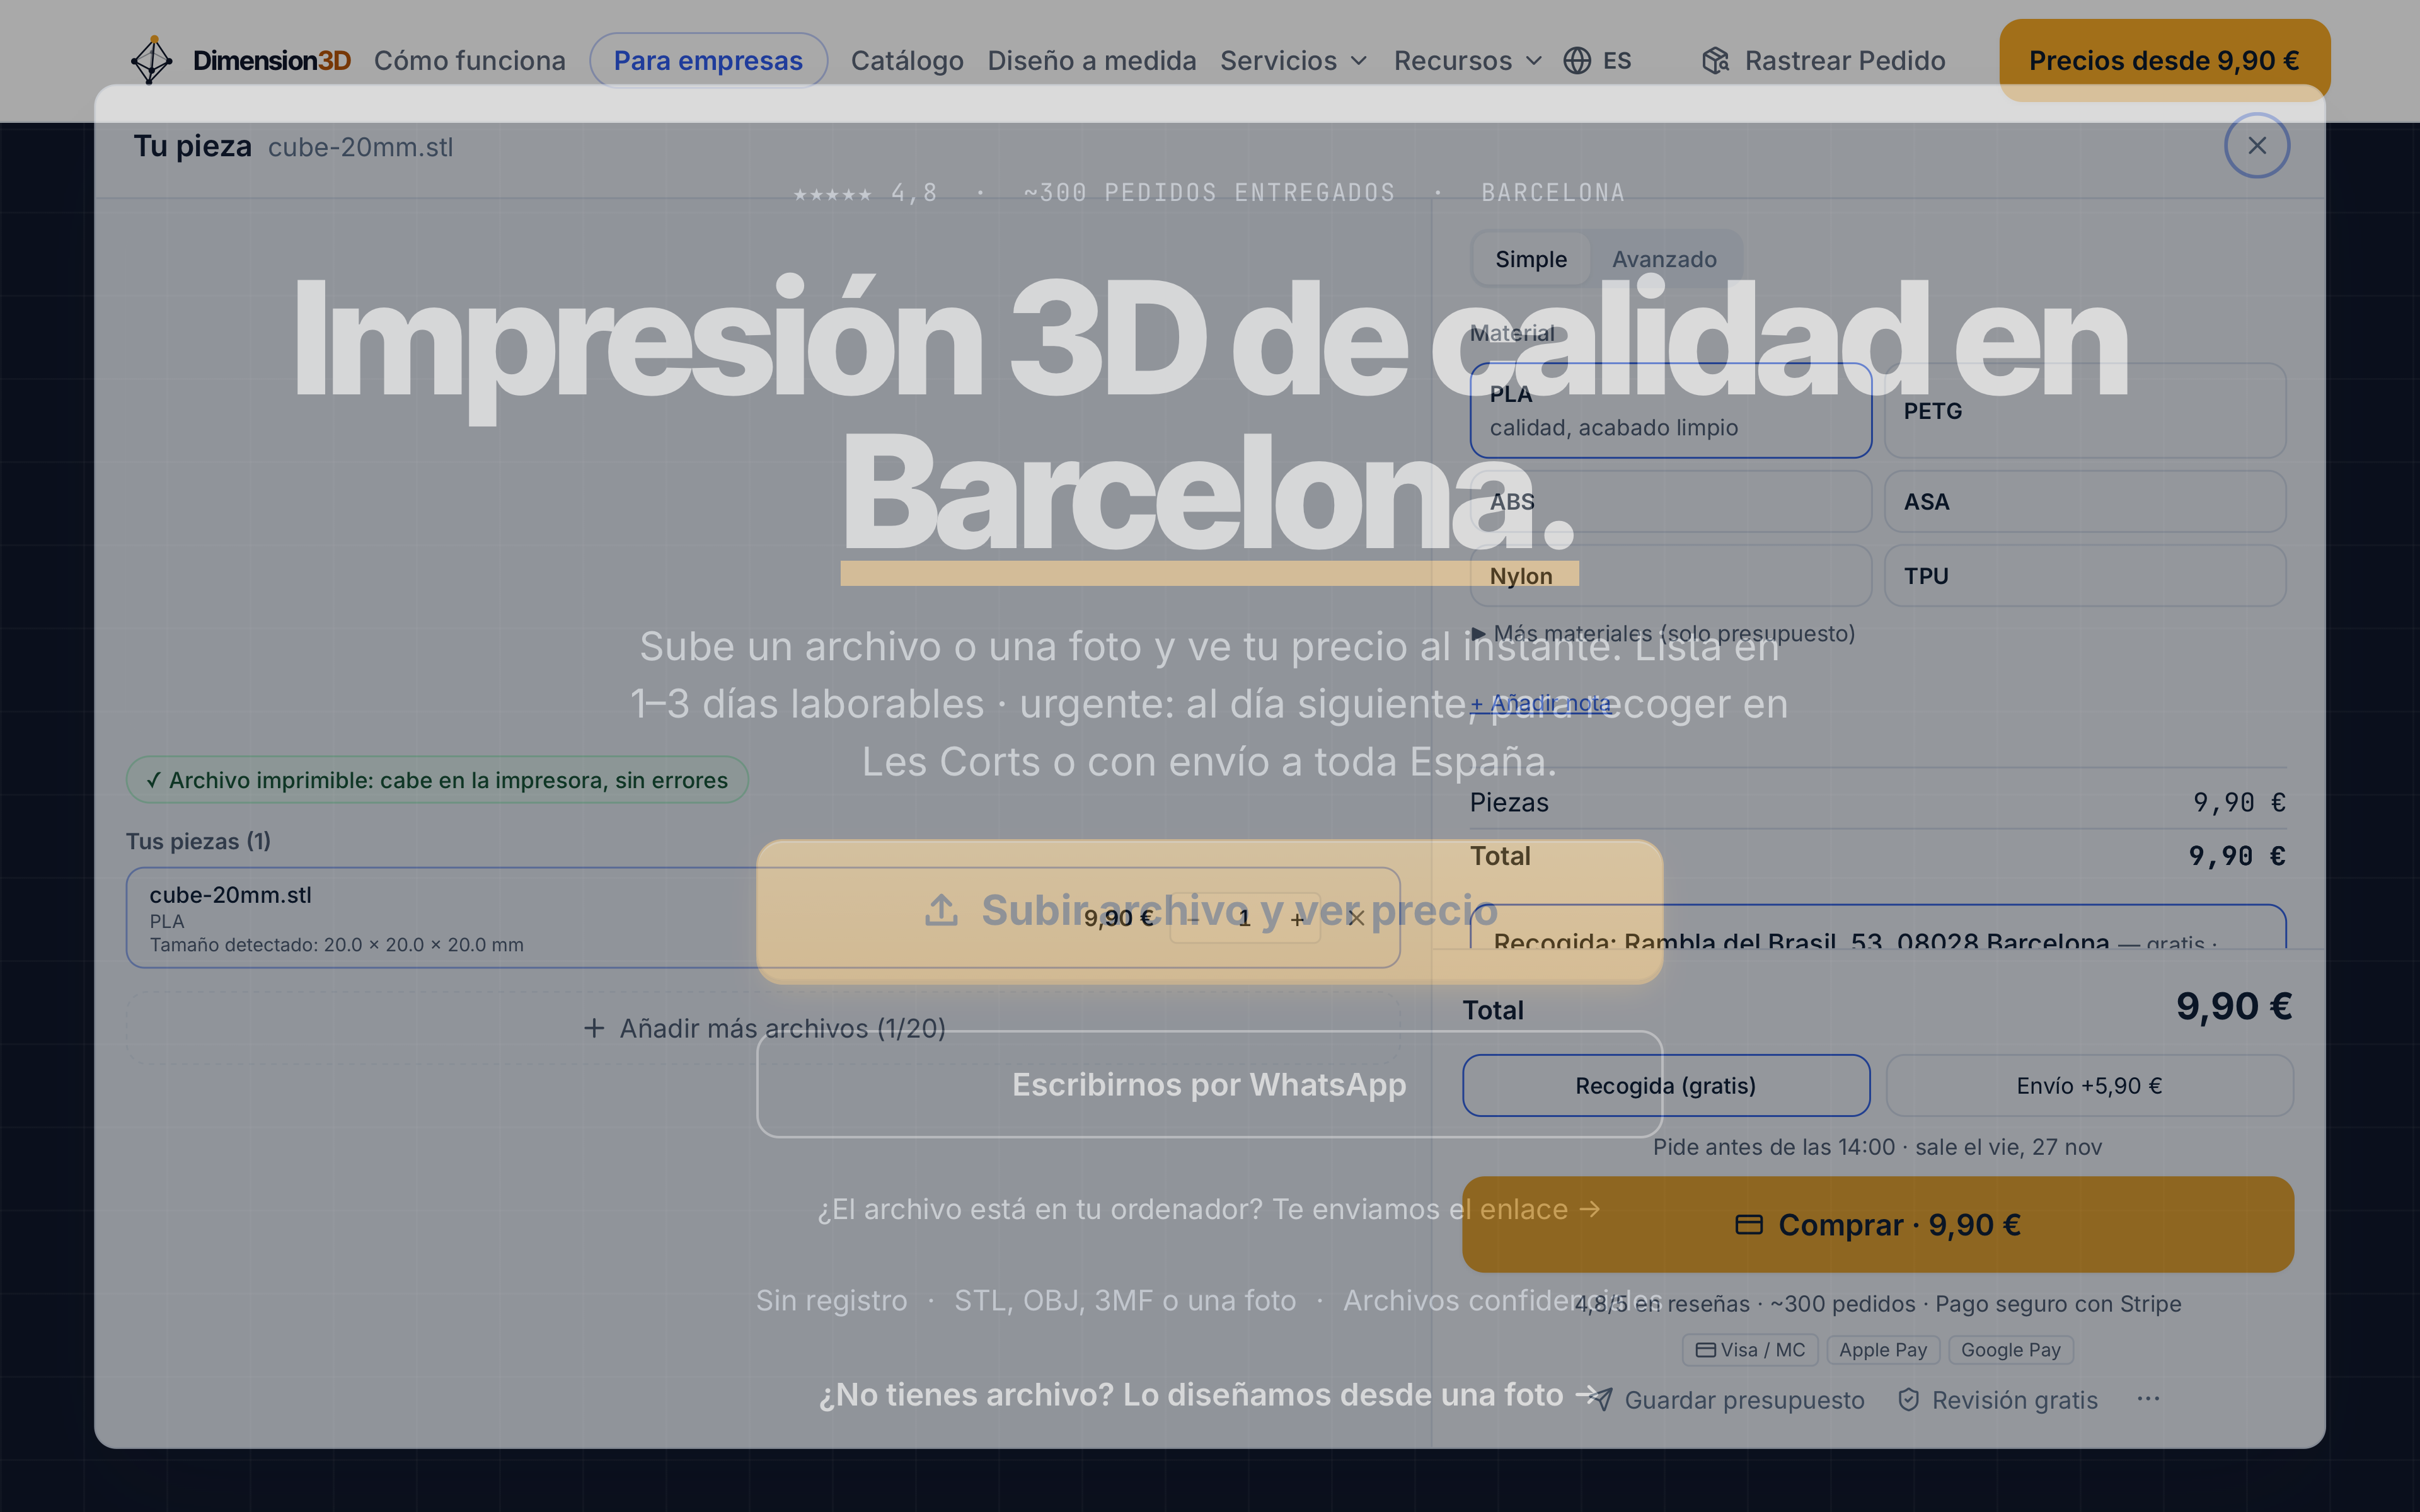 Dimension3D Cómo funciona Para empresas Catálogo Diseño a medida Servicios Recursos ES Rastrear Pedido Precios desde 9,90 €
Tu pieza cube-20mm.stl
★★★★★ 4,8 · ~300 PEDIDOS ENTREGADOS · BARCELONA
Impresión 3D de calidad en
Barcelona.
Sube un archivo o una foto y ve tu precio al instante. Lista en
1–3 días laborables · urgente: al día siguiente, para recoger en
Les Corts o con envío a toda España.
Subir archivo y ver precio
Escribirnos por WhatsApp
¿El archivo está en tu ordenador? Te enviamos el enlace →
Sin registro · STL, OBJ, 3MF o una foto · Archivos confidenciales
¿No tienes archivo? Lo diseñamos desde una foto →
✓ Archivo imprimible: cabe en la impresora, sin errores
Tus piezas (1)
cube-20mm.stl
PLA
Tamaño detectado: 20.0 × 20.0 × 20.0 mm
9,90 € − 1 + ×
+ Añadir más archivos (1/20)
Simple Avanzado
Material
PLA
calidad, acabado limpio
PETG
ABS
ASA
Nylon
TPU
▶ Más materiales (solo presupuesto)
+ Añadir nota
Piezas 9,90 €
Total 9,90 €
Recogida: Rambla del Brasil, 53, 08028 Barcelona — gratis ·
Total 9,90 €
Recogida (gratis) Envío +5,90 €
Pide antes de las 14:00 · sale el vie, 27 nov
Comprar · 9,90 €
4,8/5 en reseñas · ~300 pedidos · Pago seguro con Stripe
Visa / MC Apple Pay Google Pay
Guardar presupuesto Revisión gratis ···